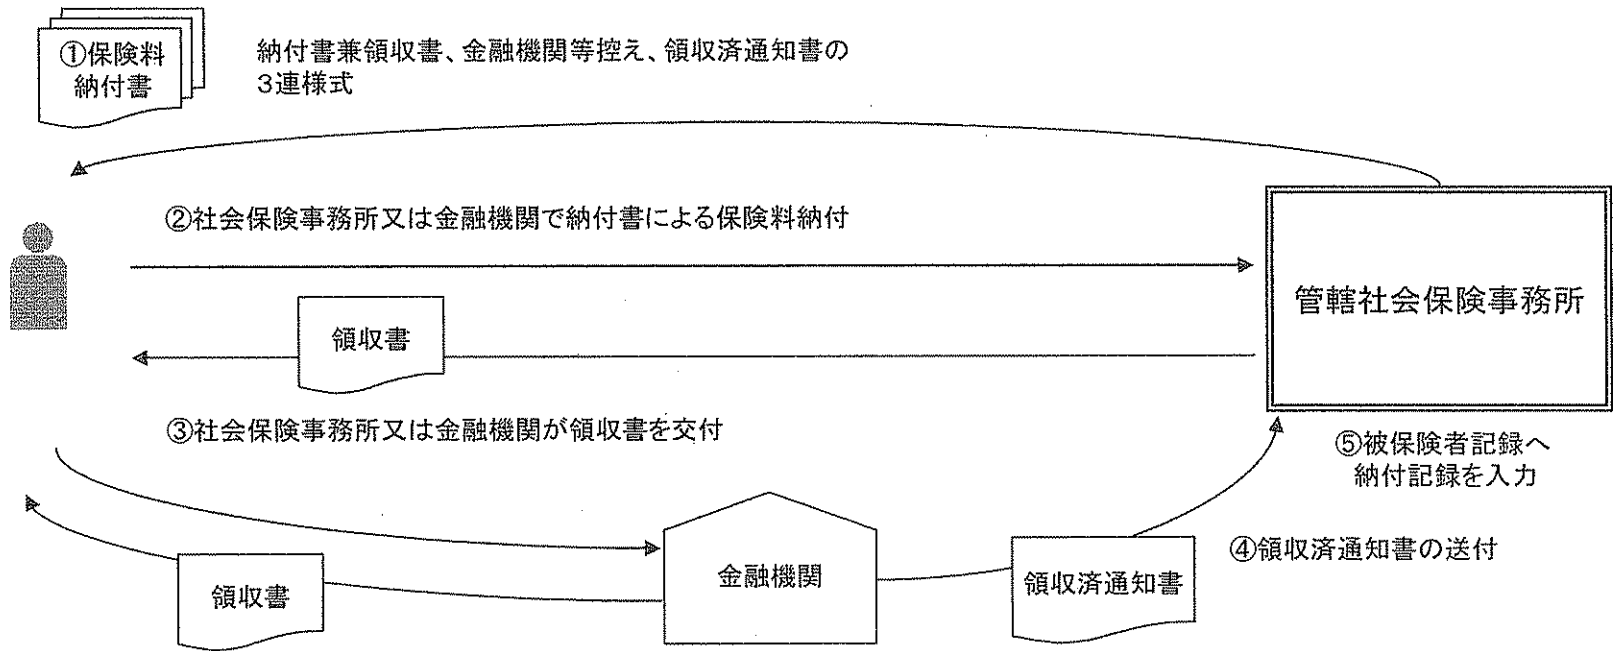 ①保険料
納付書
納付書兼領収書、金融機関等控え、領収済通知書の
３連様式
②社会保険事務所又は金融機関で納付書による保険料納付
管轄社会保険事務所
領収書
③社会保険事務所又は金融機関が領収書を交付
⑤被保険者記録へ
納付記録を入力
④領収済通知書の送付
金融機関
領収済通知書
領収書